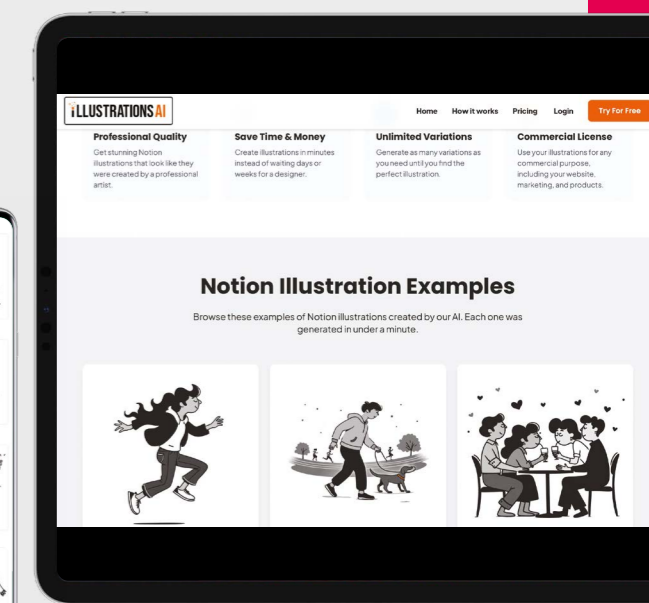 iLLUSTRATIONS AI
Home How it works Pricing Login Try For Free
Professional Quality
Get stunning Notion
illustrations that look like they
were created by a professional
artist.
Save Time & Money
Create illustrations in minutes
instead of waiting days or
weeks for a designer.
Unlimited Variations
Generate as many variations as
you need until you find the
perfect illustration.
Commercial License
Use your illustrations for any
commercial purpose,
including your website,
marketing, and products.
Notion Illustration Examples
Browse these examples of Notion illustrations created by our AI. Each one was
generated in under a minute.